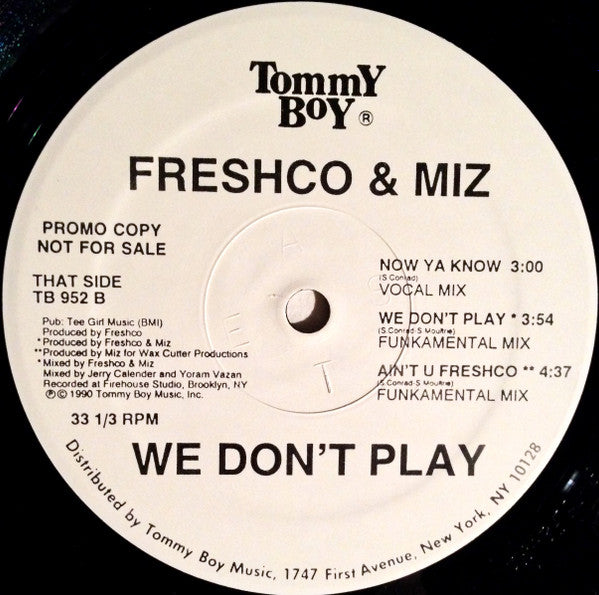 Tommy
Boy ®
FRESHCO & MIZ
PROMO COPY
NOT FOR SALE
THAT SIDE
TB 952 B
Pub: Tee Girl Music (BMI)
Produced by Freshco
*Produced by Freshco & Miz
**Produced by Miz for Wax Cutter Productions
*Mixed by Freshco & Miz
Mixed by Jerry Calender and Yoram Vazan
Recorded at Firehouse Studio, Brooklyn, NY
Ⓟ© 1990 Tommy Boy Music, Inc.
33 1/3 RPM
NOW YA KNOW 3:00
(S.Conrad)
VOCAL MIX
WE DON'T PLAY * 3:54
(S.Conrad-S.Moultrie)
FUNKAMENTAL MIX
AIN'T U FRESHCO ** 4:37
(S.Conrad-S.Moultrie)
FUNKAMENTAL MIX
A S T E
WE DON'T PLAY
Distributed by Tommy Boy Music, 1747 First Avenue, New York, NY 10128